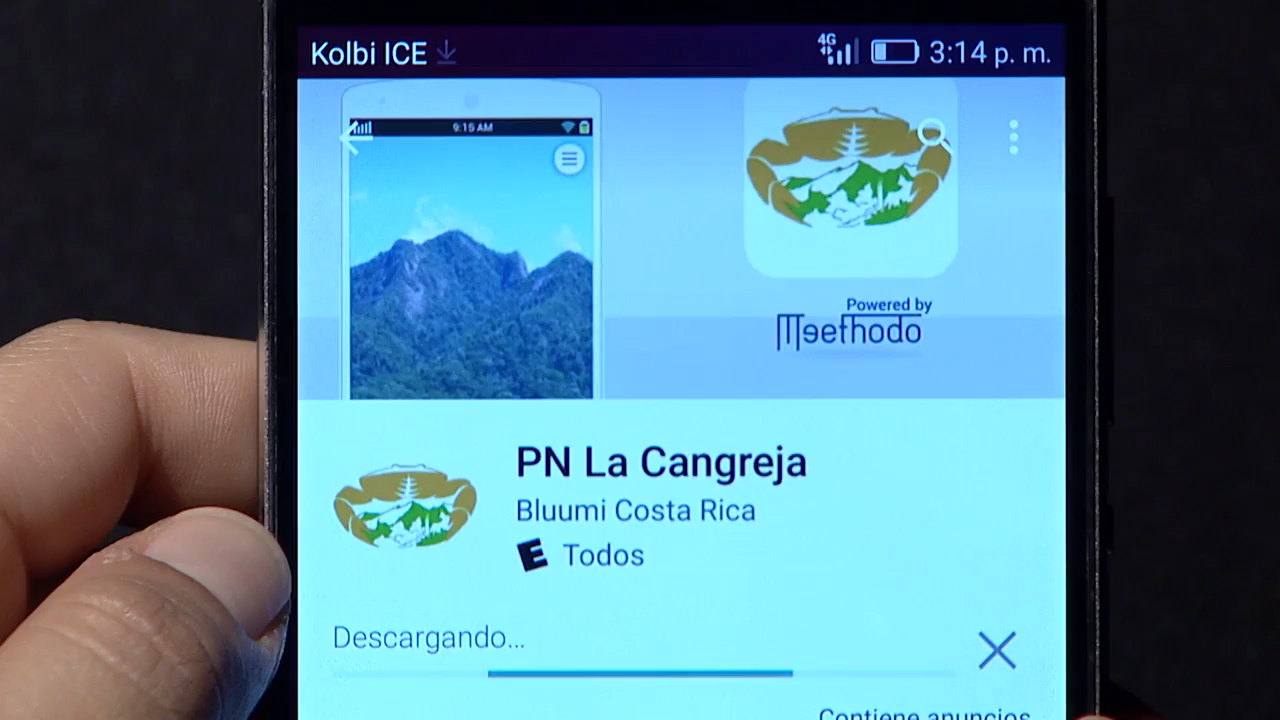 Kolbi ICE
4G
3:14 p. m.
9:15 AM
Powered by
Meethodo
PN La Cangreja
Bluumi Costa Rica
E Todos
Descargando...
Contiene anuncios